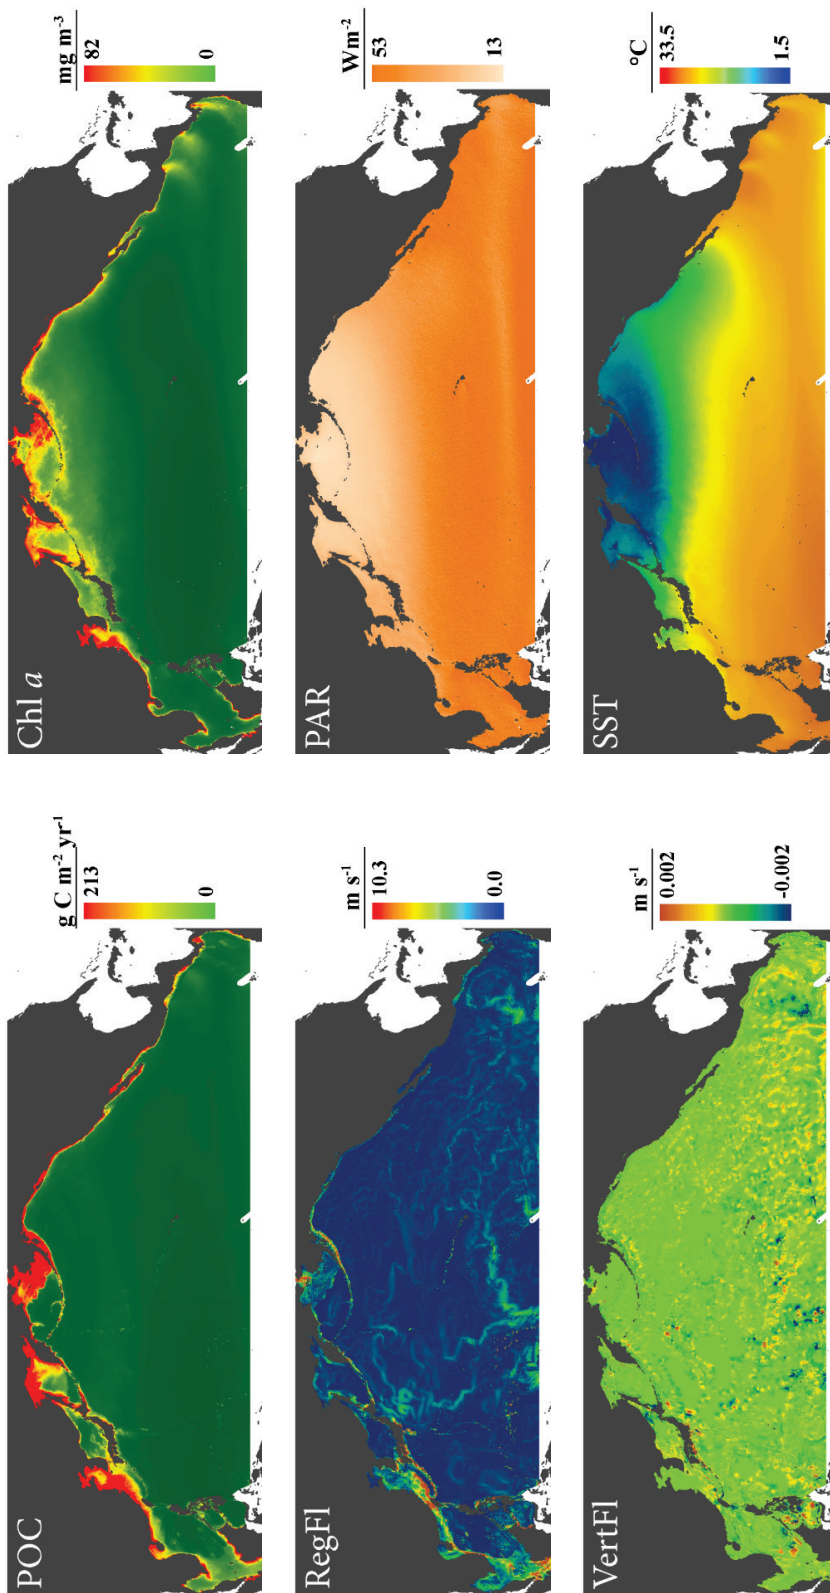 Chl a
mg m⁻³
82
0
PAR
Wm⁻²
53
13
SST
°C
33.5
1.5
POC
g C m⁻² yr⁻¹
213
0
RegFl
m s⁻¹
10.3
0.0
VertFl
m s⁻¹
0.002
-0.002